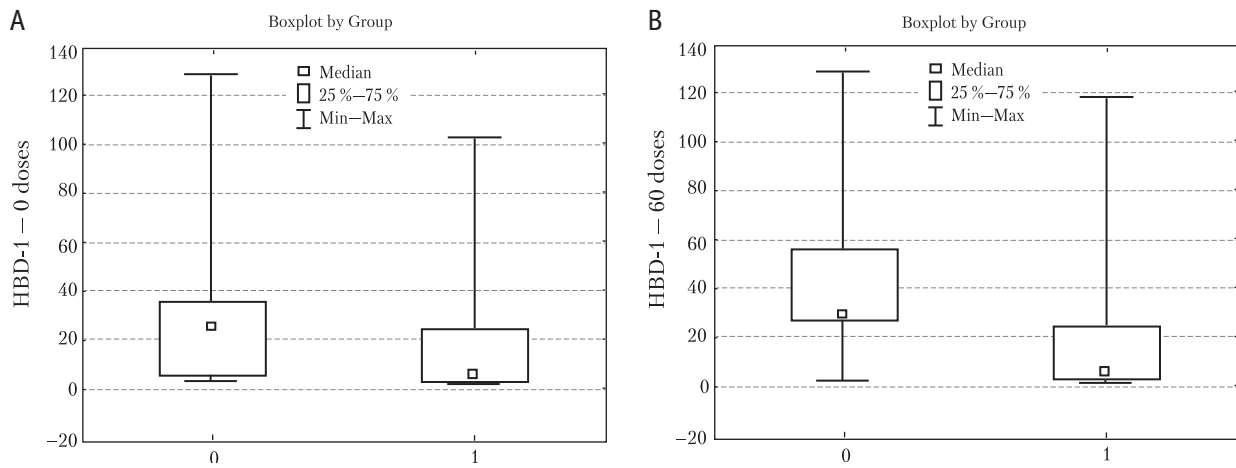 A
Boxplot by Group
HBD-1 – 0 doses
140
120
100
80
60
40
20
0
–20
Median
25 %–75 %
Min–Max
0
1
B
Boxplot by Group
HBD-1 – 60 doses
140
120
100
80
60
40
20
0
–20
Median
25 %–75 %
Min–Max
0
1